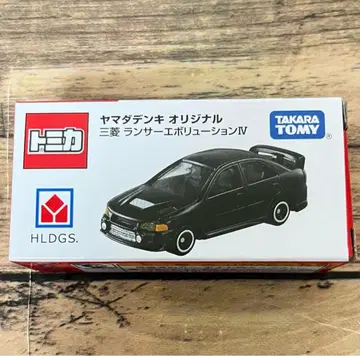 トミカ
ヤマダデンキ オリジナル
三菱 ランサーエボリューションⅣ
TAKARA
TOMY
®
HLDGS.